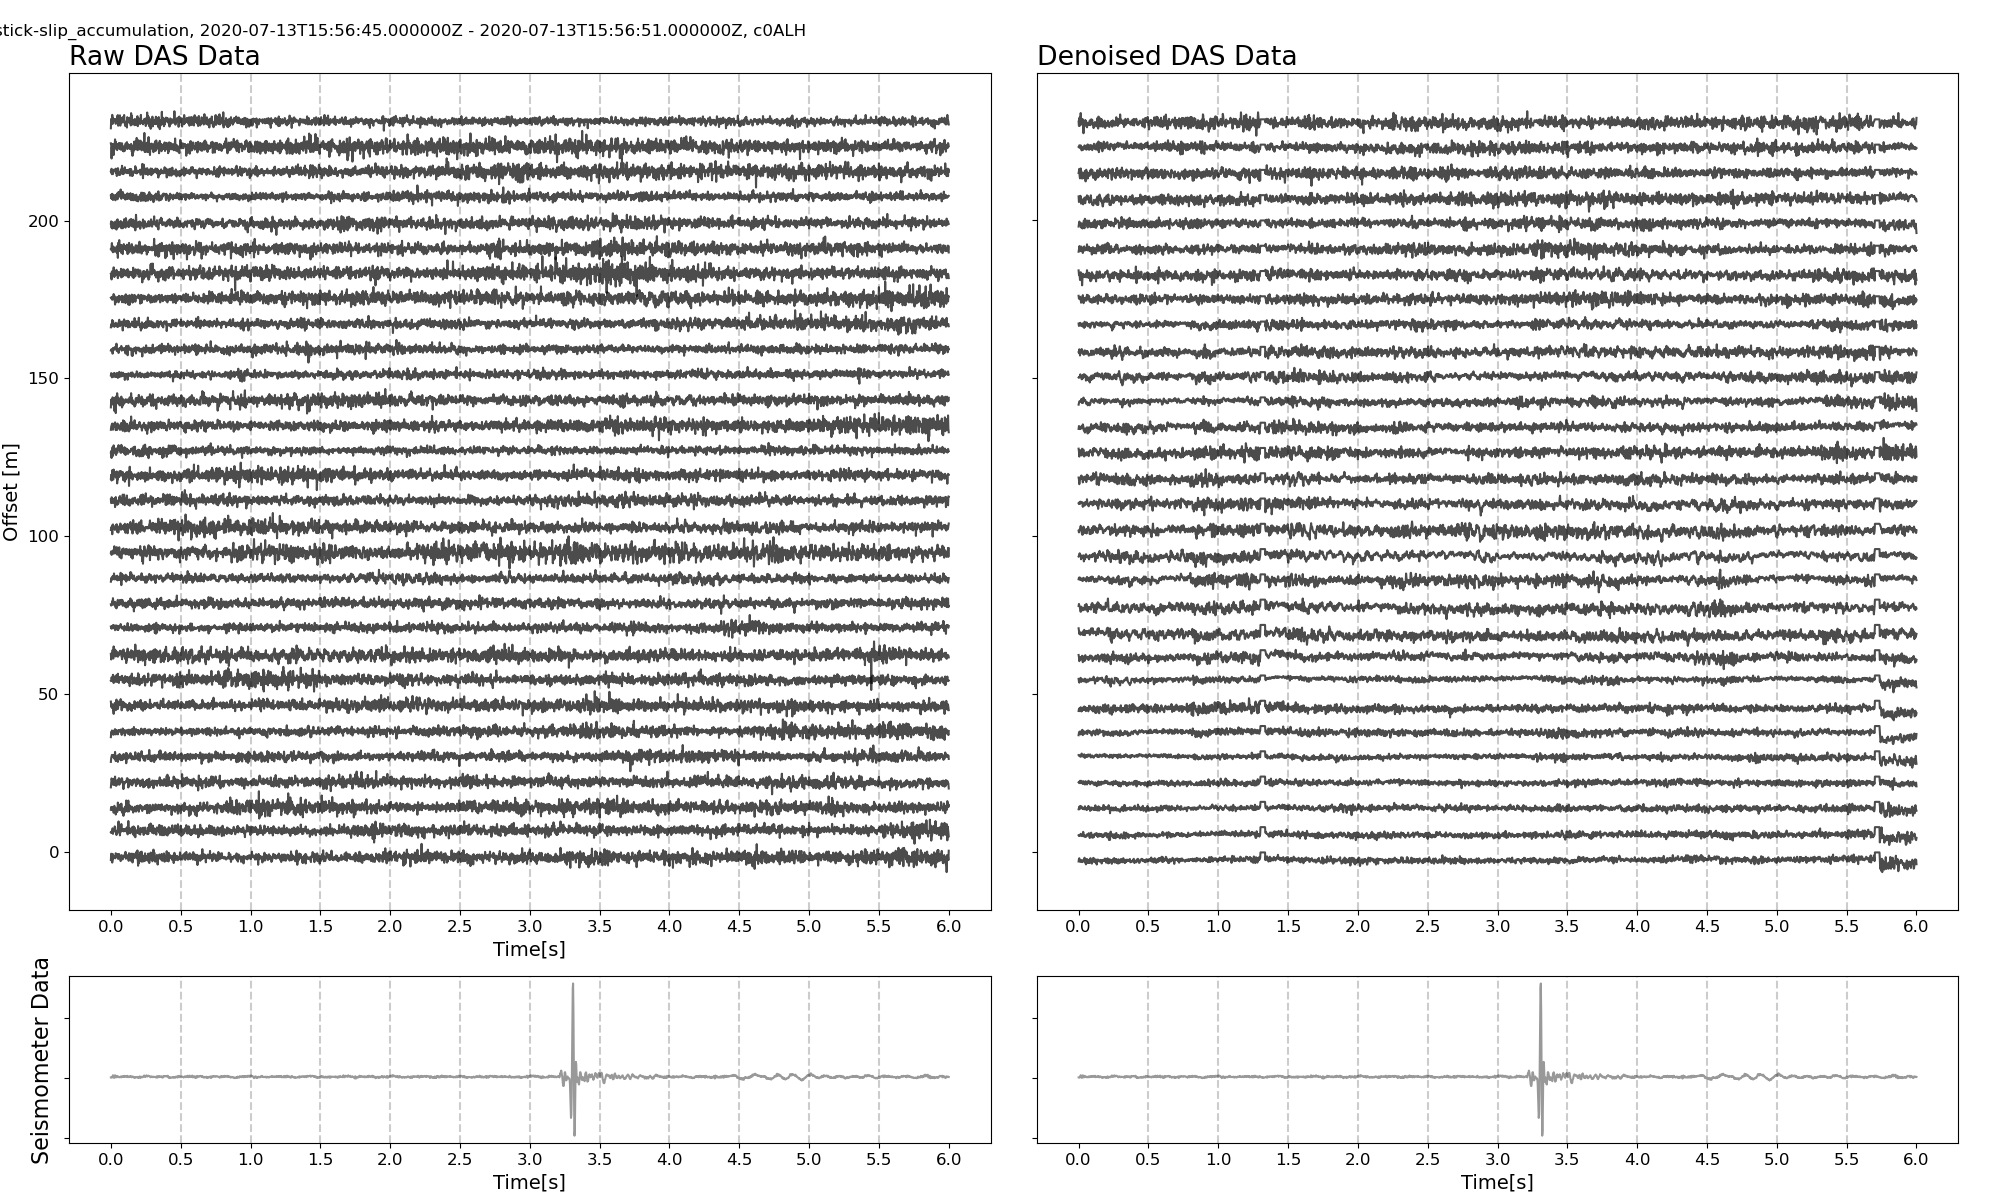 stick-slip_accumulation, 2020-07-13T15:56:45.000000Z - 2020-07-13T15:56:51.000000Z, c0ALH
Raw DAS Data
Denoised DAS Data
Offset [m]
200
150
100
50
0
0.0 0.5 1.0 1.5 2.0 2.5 3.0 3.5 4.0 4.5 5.0 5.5 6.0
Time[s]
0.0 0.5 1.0 1.5 2.0 2.5 3.0 3.5 4.0 4.5 5.0 5.5 6.0
Seismometer Data
0.0 0.5 1.0 1.5 2.0 2.5 3.0 3.5 4.0 4.5 5.0 5.5 6.0
Time[s]
0.0 0.5 1.0 1.5 2.0 2.5 3.0 3.5 4.0 4.5 5.0 5.5 6.0
Time[s]